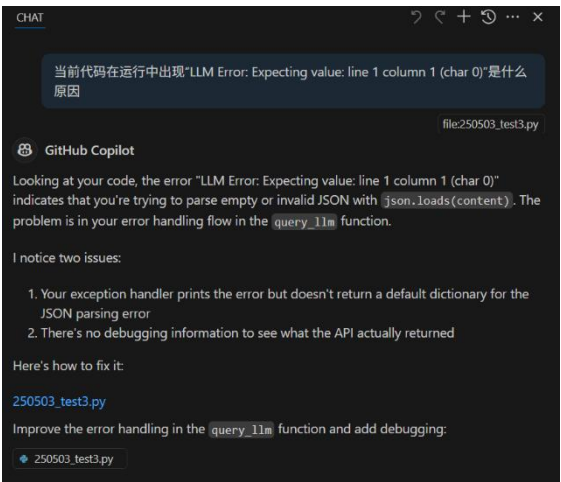 CHAT
当前代码在运行中出现“LLM Error: Expecting value: line 1 column 1 (char 0)”是什么
原因
file:250503_test3.py
GitHub Copilot
Looking at your code, the error "LLM Error: Expecting value: line 1 column 1 (char 0)"
indicates that you're trying to parse empty or invalid JSON with json.loads(content). The
problem is in your error handling flow in the query_llm function.
I notice two issues:
1. Your exception handler prints the error but doesn't return a default dictionary for the
JSON parsing error
2. There's no debugging information to see what the API actually returned
Here's how to fix it:
250503_test3.py
Improve the error handling in the query_llm function and add debugging:
250503_test3.py